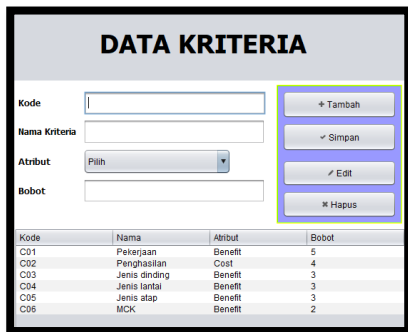 DATA KRITERIA
Kode
Nama Kriteria
Atribut Pilih
Bobot
+ Tambah
✔ Simpan
Edit
✖ Hapus
Kode Nama Atribut Bobot
C01 Pekerjaan Benefit 5
C02 Penghasilan Cost 4
C03 Jenis dinding Benefit 3
C04 Jenis lantai Benefit 3
C05 Jenis atap Benefit 3
C06 MCK Benefit 2